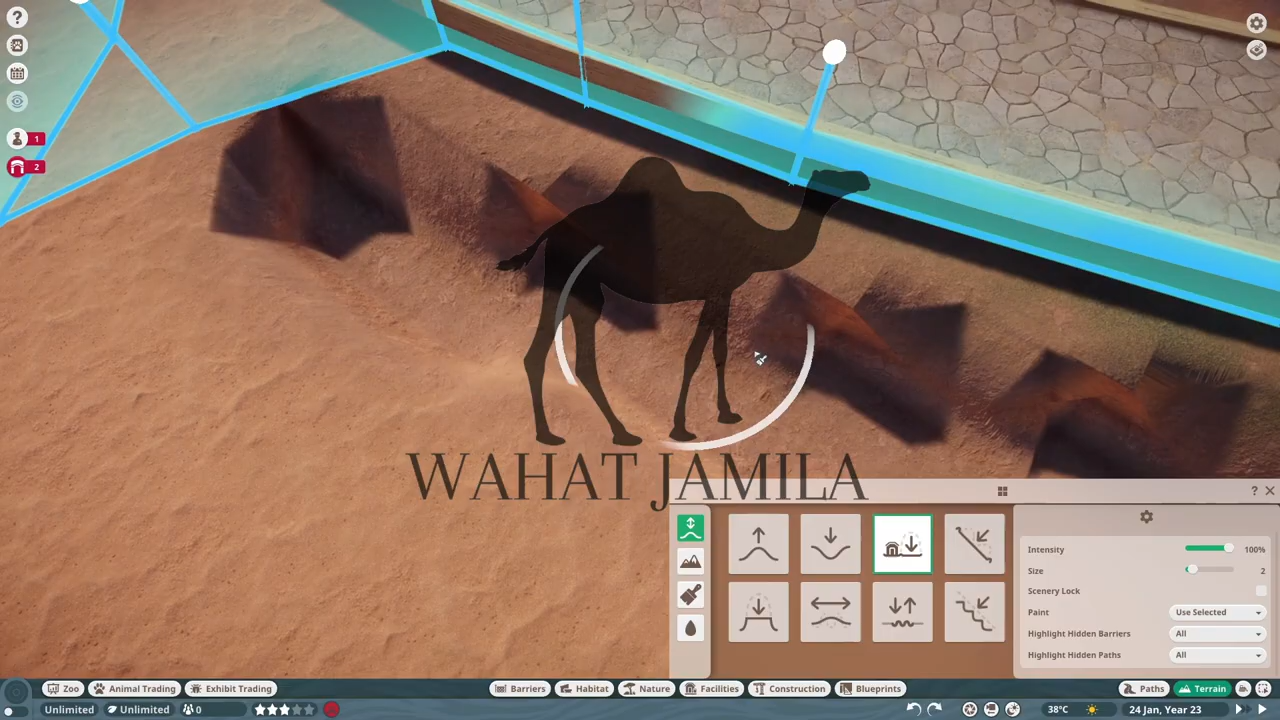 ?
1
2
WAHAT JAMILA
?
Intensity 100%
Size 2
Scenery Lock
Paint Use Selected
Highlight Hidden Barriers All
Highlight Hidden Paths All
Zoo Animal Trading Exhibit Trading Barriers Habitat Nature Facilities Construction Blueprints Paths Terrain
Unlimited Unlimited 0 38°C 24 Jan, Year 23